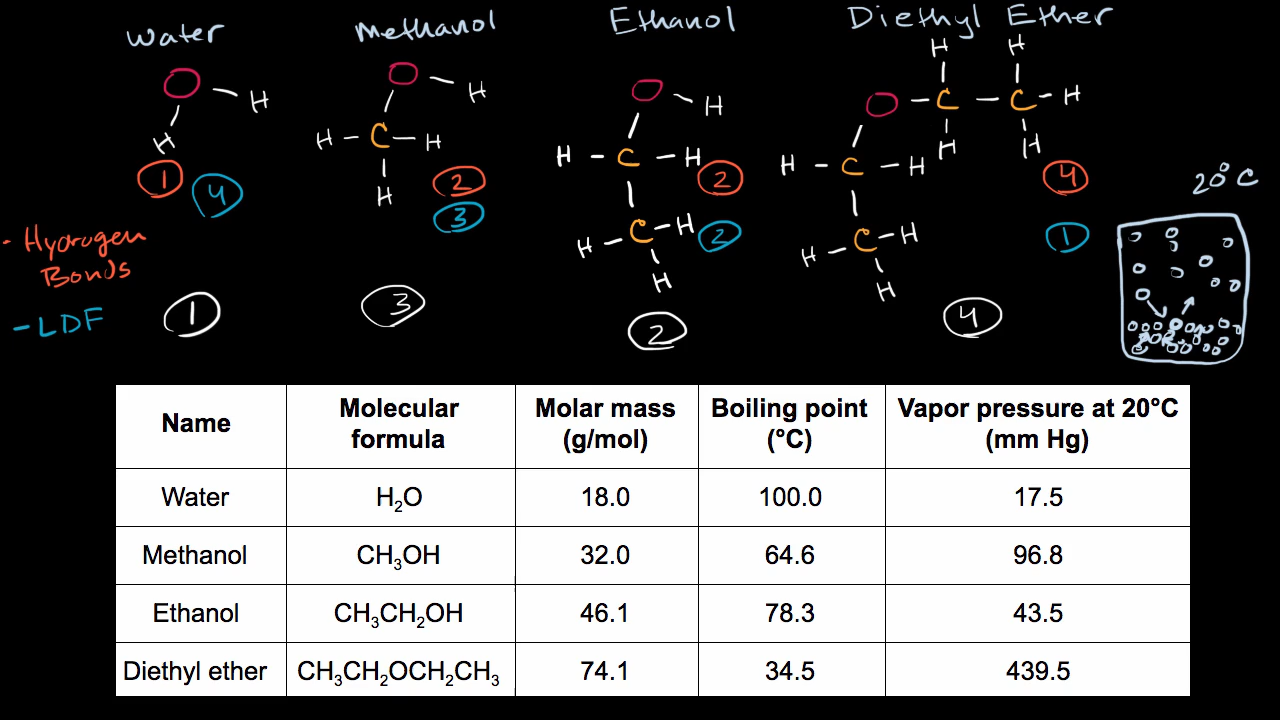 Water
Methanol
Ethanol
Diethyl Ether
H
H
H
H
C
H
H
H
H
C
H
H
C
H
H
H
H
C
C
H
H
H
H
C
H
H
C
H
H
1
4
2
3
2
2
4
1
20°C
· Hydrogen
Bonds
- LDF
1
3
2
4
Name
Molecular formula
Molar mass (g/mol)
Boiling point (°C)
Vapor pressure at 20°C (mm Hg)
Water H₂O 18.0 100.0 17.5
Methanol CH₃OH 32.0 64.6 96.8
Ethanol CH₃CH₂OH 46.1 78.3 43.5
Diethyl ether CH₃CH₂OCH₂CH₃ 74.1 34.5 439.5